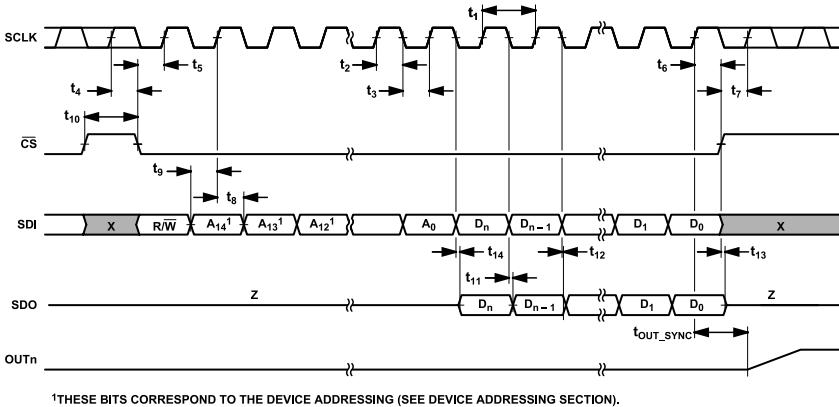 t1
SCLK
t4 t5 t2 t3 t6 t7
t10
CS
t9 t8
SDI X R/W A14¹ A13¹ A12¹ A0 Dn Dn–1 D1 D0 X
t14 t12 t13
t11
SDO Z Dn Dn–1 D1 D0 Z
tOUT_SYNC
OUTn
¹THESE BITS CORRESPOND TO THE DEVICE ADDRESSING (SEE DEVICE ADDRESSING SECTION).